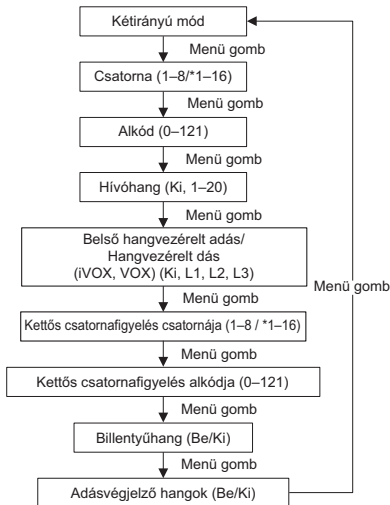 Kétirányú mód
Menü gomb
Csatorna (1–8/*1–16)
Menü gomb
Alkód (0–121)
Menü gomb
Hívóhang (Ki, 1–20)
Menü gomb
Belső hangvezérelt adás/
Hangvezérelt dás
(iVOX, VOX) (Ki, L1, L2, L3)
Menü gomb
Menü gomb
Kettős csatornafigyelés csatornája (1–8 / *1–16)
Menü gomb
Kettős csatornafigyelés alkódja (0–121)
Menü gomb
Billentyűhang (Be/Ki)
Menü gomb
Adásvégjelző hangok (Be/Ki)